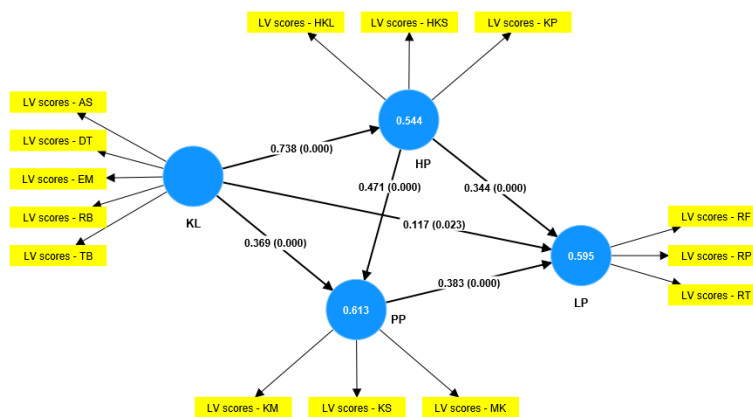 LV scores - HKL
LV scores - HKS
LV scores - KP
LV scores - AS
LV scores - DT
LV scores - EM
LV scores - RB
LV scores - TB
0.544
HP
0.738 (0.000)
0.471 (0.000)
0.344 (0.000)
KL
0.117 (0.023)
0.369 (0.000)
0.595
LP
LV scores - RF
LV scores - RP
LV scores - RT
0.383 (0.000)
0.613
PP
LV scores - KM
LV scores - KS
LV scores - MK